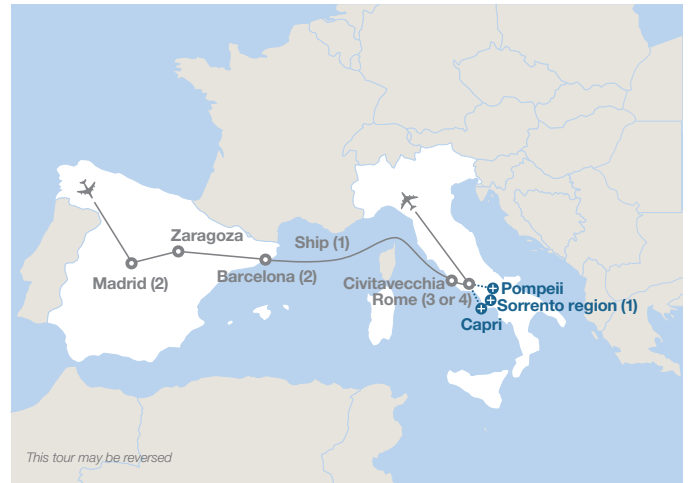 Zaragoza
Madrid (2)
Barcelona (2)
Ship (1)
Civitavecchia
Rome (3 or 4)
Pompeii
Sorrento region (1)
Capri
This tour may be reversed